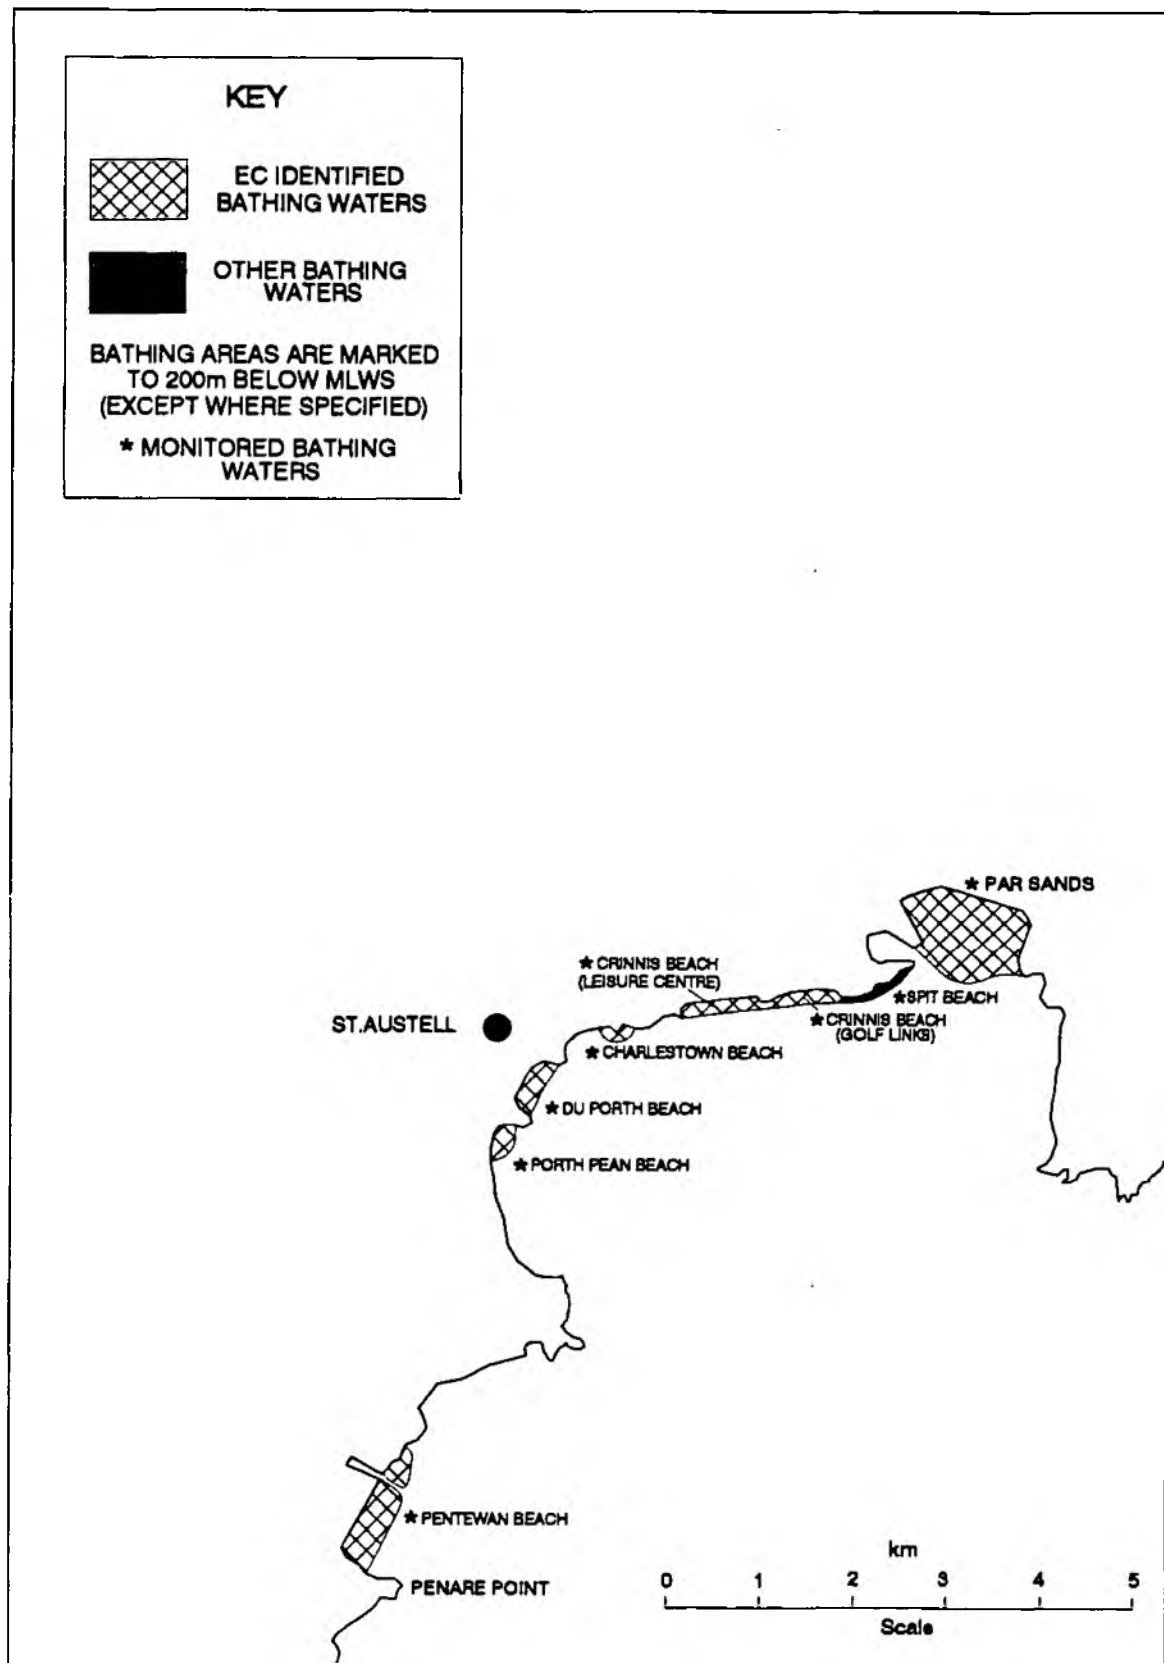 KEY
EC IDENTIFIED
BATHING WATERS
OTHER BATHING
WATERS
BATHING AREAS ARE MARKED
TO 200m BELOW MLWS
(EXCEPT WHERE SPECIFIED)
* MONITORED BATHING
WATERS
* PAR SANDS
* CRINNIS BEACH
(LEISURE CENTRE)
* SPIT BEACH
* CRINNIS BEACH
(GOLF LINKS)
ST.AUSTELL
* CHARLESTOWN BEACH
* DU PORTH BEACH
* PORTH PEAN BEACH
* PENTEWAN BEACH
PENARE POINT
km
0 1 2 3 4 5
Scale